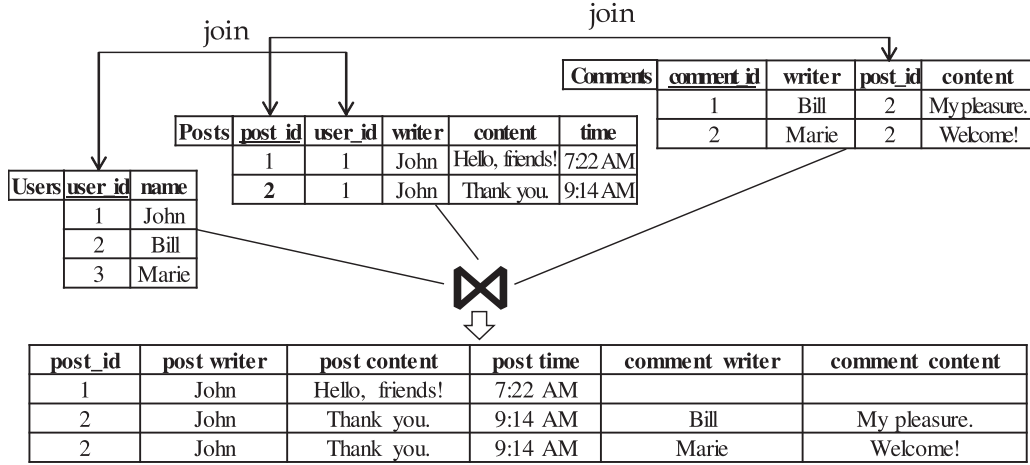 join
join
Comments comment_id writer post_id content
1 Bill 2 My pleasure.
2 Marie 2 Welcome!
Posts post_id user_id writer content time
1 1 John Hello, friends! 7:22 AM
2 1 John Thank you. 9:14 AM
Users user_id name
1 John
2 Bill
3 Marie
post_id post writer post content post time comment writer comment content
1 John Hello, friends! 7:22 AM
2 John Thank you. 9:14 AM Bill My pleasure.
2 John Thank you. 9:14 AM Marie Welcome!